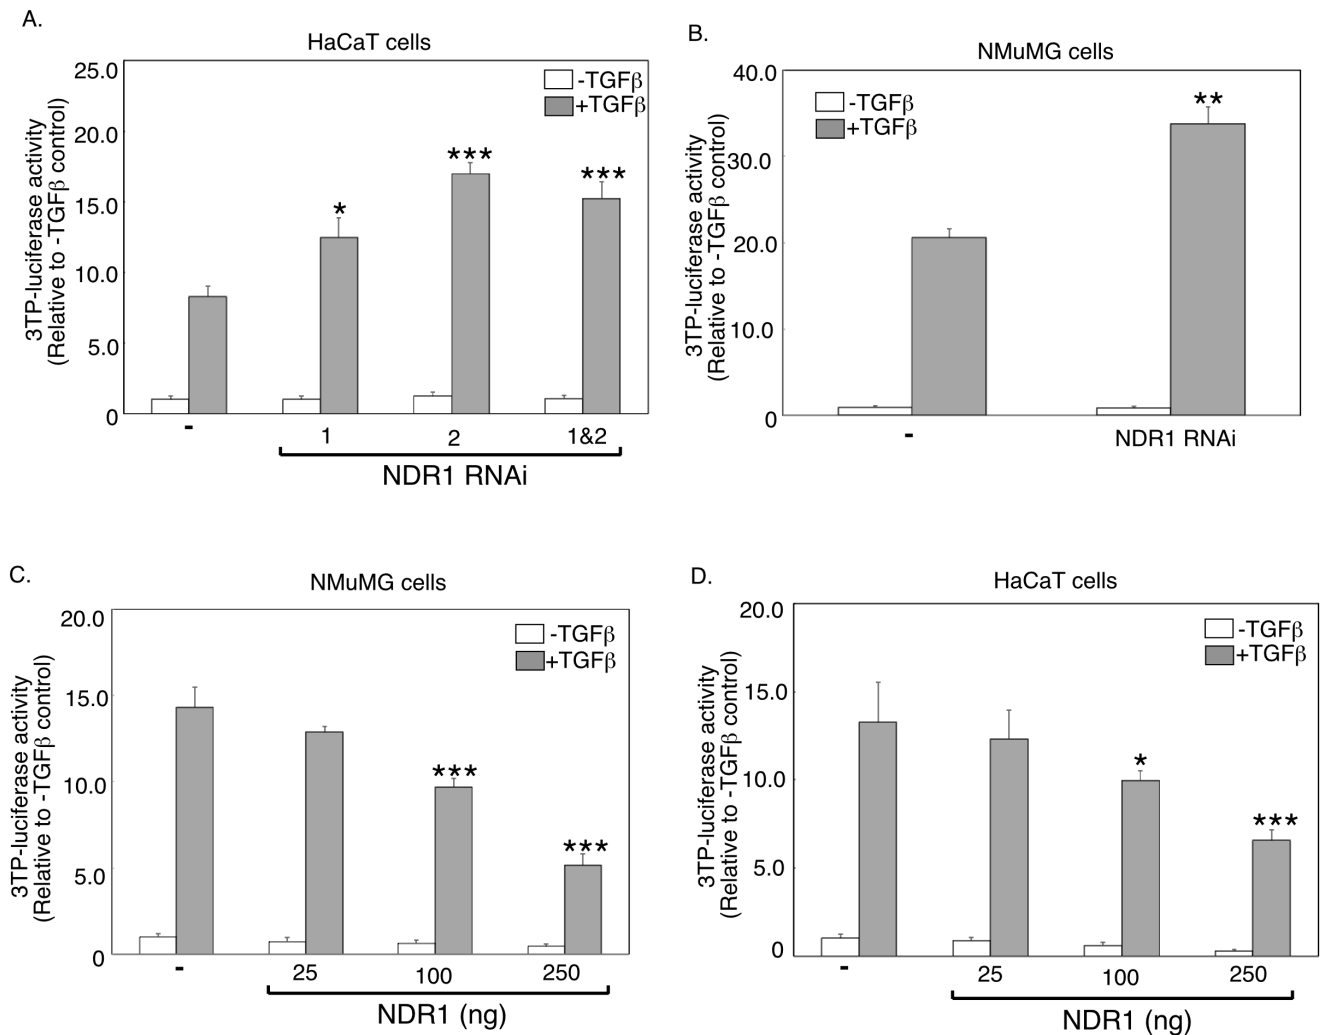 A.
HaCaT cells
3TP-luciferase activity
(Relative to -TGFβ control)
25.0
20.0
15.0
10.0
5.0
0
-TGFβ
+TGFβ
*
***
***
-
1
2
1&2
NDR1 RNAi
B.
NMuMG cells
3TP-luciferase activity
(Relative to -TGFβ control)
40.0
30.0
20.0
10.0
0
-TGFβ
+TGFβ
**
-
NDR1 RNAi
C.
NMuMG cells
3TP-luciferase activity
(Relative to -TGFβ control)
20.0
15.0
10.0
5.0
0
-TGFβ
+TGFβ
***
***
-
25
100
250
NDR1 (ng)
D.
HaCaT cells
3TP-luciferase activity
(Relative to -TGFβ control)
20.0
15.0
10.0
5.0
0
-TGFβ
+TGFβ
*
***
-
25
100
250
NDR1 (ng)